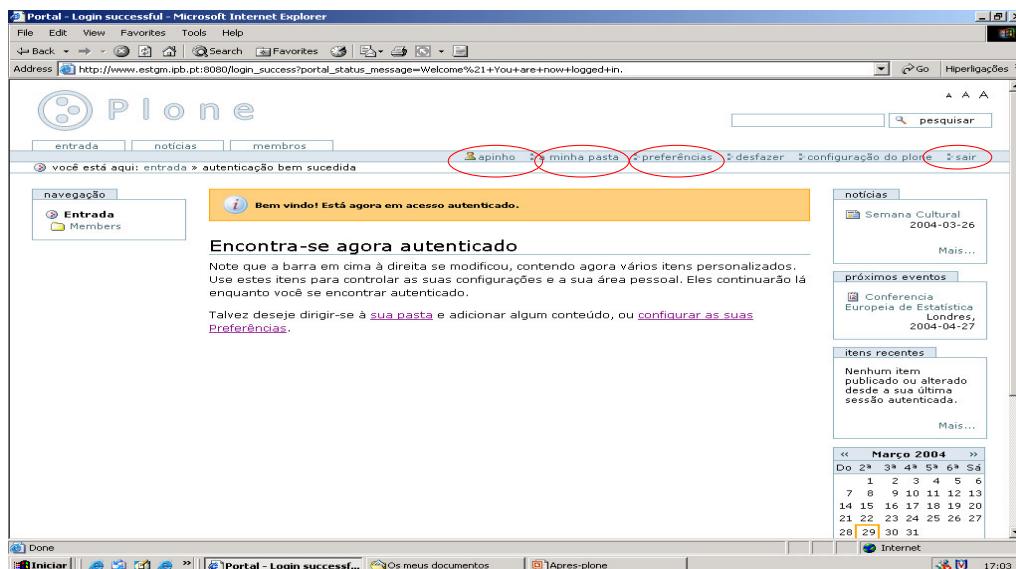 Portal - Login successful - Microsoft Internet Explorer
File Edit View Favorites Tools Help
Back Search Favorites
Address http://www.estgm.ipb.pt:8080/login_success?portal_status_message=Welcome%21+You+are+now+logged+in. Go Hiperligações
Plone
A A A
pesquisar
entrada notícias membros
apinho a minha pasta preferências desfazer configuração do plone sair
você está aqui: entrada » autenticação bem sucedida
navegação
Entrada
Members
Bem vindo! Está agora em acesso autenticado.
Encontra-se agora autenticado
Note que a barra em cima à direita se modificou, contendo agora vários itens personalizados.
Use estes itens para controlar as suas configurações e a sua área pessoal. Eles continuarão lá
enquanto você se encontrar autenticado.
Talvez deseje dirigir-se à sua pasta e adicionar algum conteúdo, ou configurar as suas
Preferências.
notícias
Semana Cultural
2004-03-26
Mais...
próximos eventos
Conferencia
Europeia de Estatística
Londres,
2004-04-27
itens recentes
Nenhum item
publicado ou alterado
desde a sua última
sessão autenticada.
Mais...
« Março 2004 »
Do 2ª 3ª 4ª 5ª 6ª Sá
1 2 3 4 5 6
7 8 9 10 11 12 13
14 15 16 17 18 19 20
21 22 23 24 25 26 27
28 29 30 31
Done Internet
Iniciar » Portal - Login successf... Os meus documentos Apres-plone 17:03